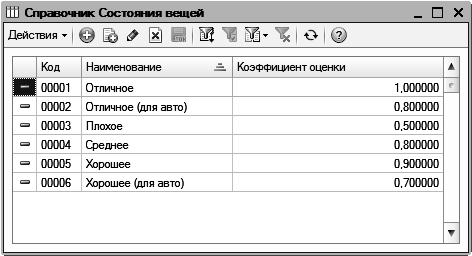 Справочник Состояния вещей
Действия
Код Наименование Коэффициент оценки
00001 Отличное 1,000000
00002 Отличное (для авто) 0,800000
00003 Плохое 0,500000
00004 Среднее 0,800000
00005 Хорошее 0,900000
00006 Хорошее (для авто) 0,700000